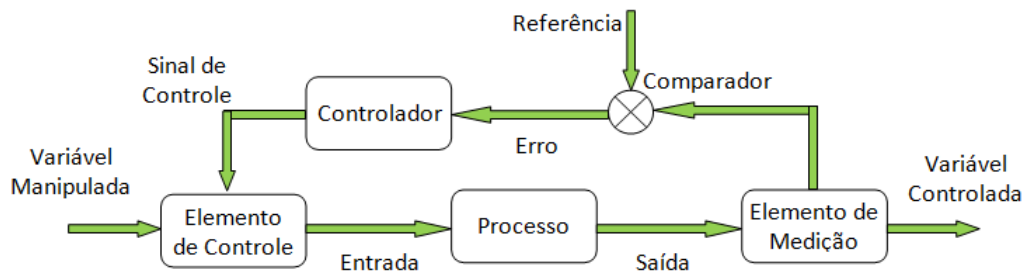 Referência
Sinal de
Controle
Comparador
Controlador
Erro
Variável
Manipulada
Variável
Controlada
Elemento
de Controle
Processo
Elemento de
Medição
Entrada
Saída